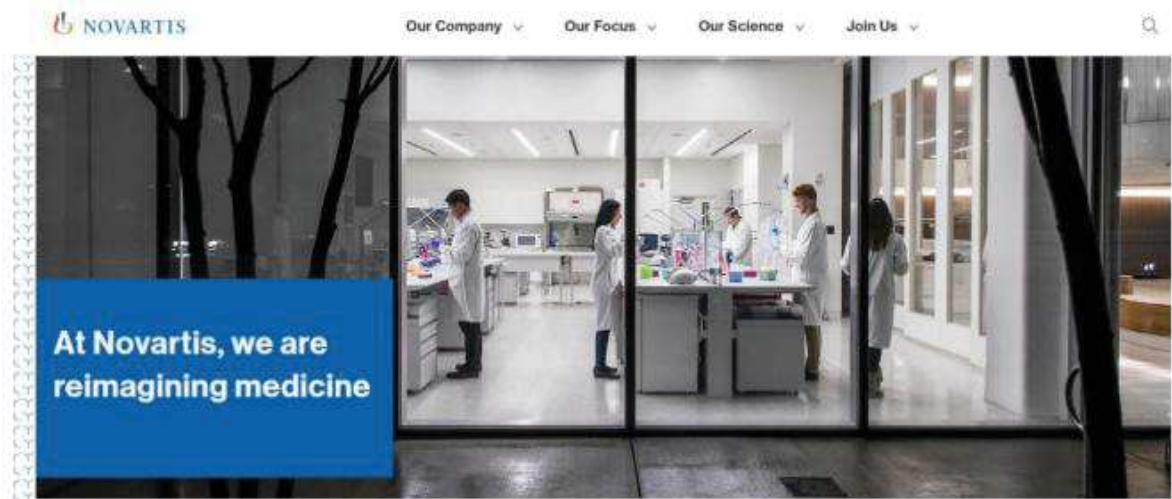 NOVARTIS
Our Company
Our Focus
Our Science
Join Us
At Novartis, we are
reimagining medicine